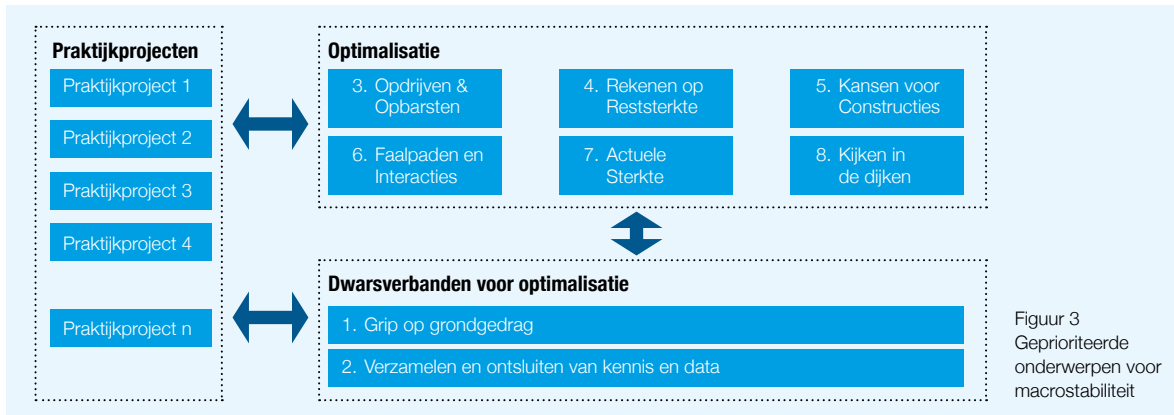 Praktijkprojecten
Praktijkproject 1
Praktijkproject 2
Praktijkproject 3
Praktijkproject 4
Praktijkproject n
Optimalisatie
3. Opdrijven &
Opbarsten
4. Rekenen op
Reststerkte
5. Kansen voor
Constructies
6. Faalpaden en
Interacties
7. Actuele
Sterkte
8. Kijken in
de dijken
Dwarsverbanden voor optimalisatie
1. Grip op grondgedrag
2. Verzamelen en ontsluiten van kennis en data
Figuur 3
Geprioriteerde
onderwerpen voor
macrostabiliteit